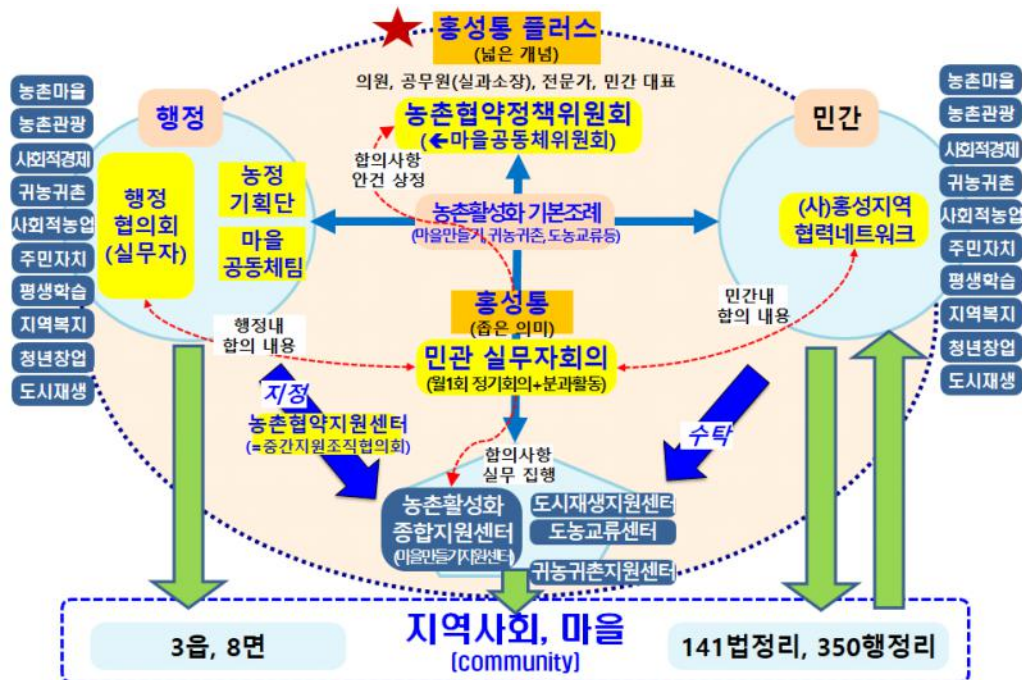 홍성통 플러스
(넓은 개념)
의원, 공무원(실과소장), 전문가, 민간 대표
농촌협약정책위원회
(←마을공동체위원회)
농촌마을
농촌관광
사회적경제
귀농귀촌
사회적농업
주민자치
평생학습
지역복지
청년창업
도시재생
행정
행정
협의회
(실무자)
농정
기획단
마을
공동체팀
합의사항
안건 상정
농촌활성화 기본조례
(마을만들기, 귀농귀촌, 도농교류등)
민간
(사)홍성지역
협력네트워크
농촌마을
농촌관광
사회적경제
귀농귀촌
사회적농업
주민자치
평생학습
지역복지
청년창업
도시재생
홍성통
(좁은 의미)
민관 실무자회의
(월1회 정기회의+분과활동)
행정내
합의 내용
민간내
합의 내용
지정
농촌협약지원센터
(=중간지원조직협의회)
수탁
합의사항
실무 집행
농촌활성화
종합지원센터
(마을만들기지원센터)
도시재생지원센터
도농교류센터
귀농귀촌지원센터
지역사회, 마을
(community)
3읍, 8면
141법정리, 350행정리